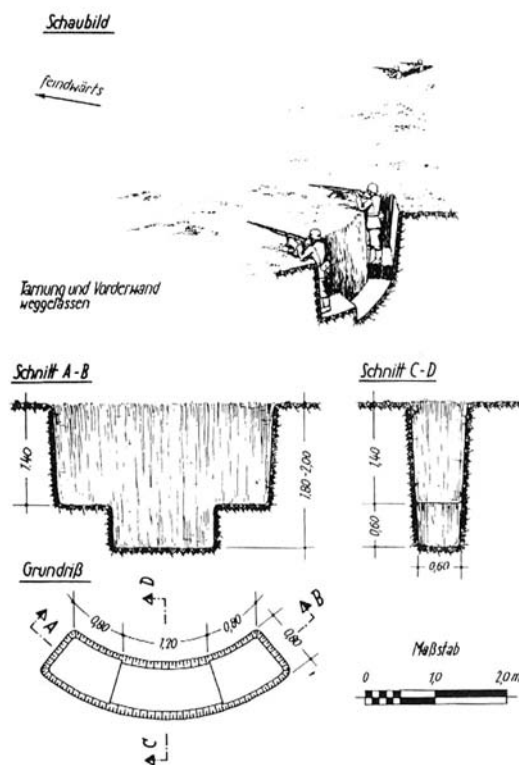 Schaubild
feindwärts
Tarnung und Vorderwand
weggelassen
Schnitt A-B
1,40
1,80-2,00
Schnitt C-D
1,40
0,60
0,60
Grundriß
A
0,80
D
1,20
0,80
B
0,80
C
Maßstab
0 1,0 2,0 m